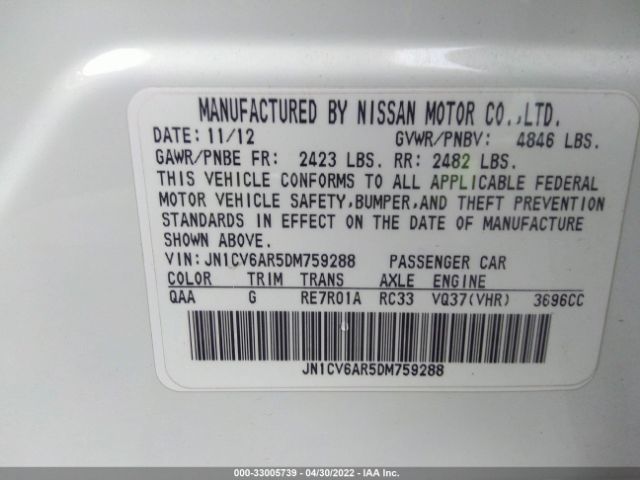 MANUFACTURED BY NISSAN MOTOR CO.,LTD.
DATE: 11/12 GVWR/PNBV: 4846 LBS.
GAWR/PNBE FR: 2423 LBS. RR: 2482 LBS.
THIS VEHICLE CONFORMS TO ALL APPLICABLE FEDERAL
MOTOR VEHICLE SAFETY,BUMPER,AND THEFT PREVENTION
STANDARDS IN EFFECT ON THE DATE OF MANUFACTURE
SHOWN ABOVE.
VIN: JN1CV6AR5DM759288 PASSENGER CAR
COLOR TRIM TRANS AXLE ENGINE
QAA G RE7R01A RC33 VQ37(VHR) 3696CC
JN1CV6AR5DM759288
000-33005739 - 04/30/2022 - IAA Inc.